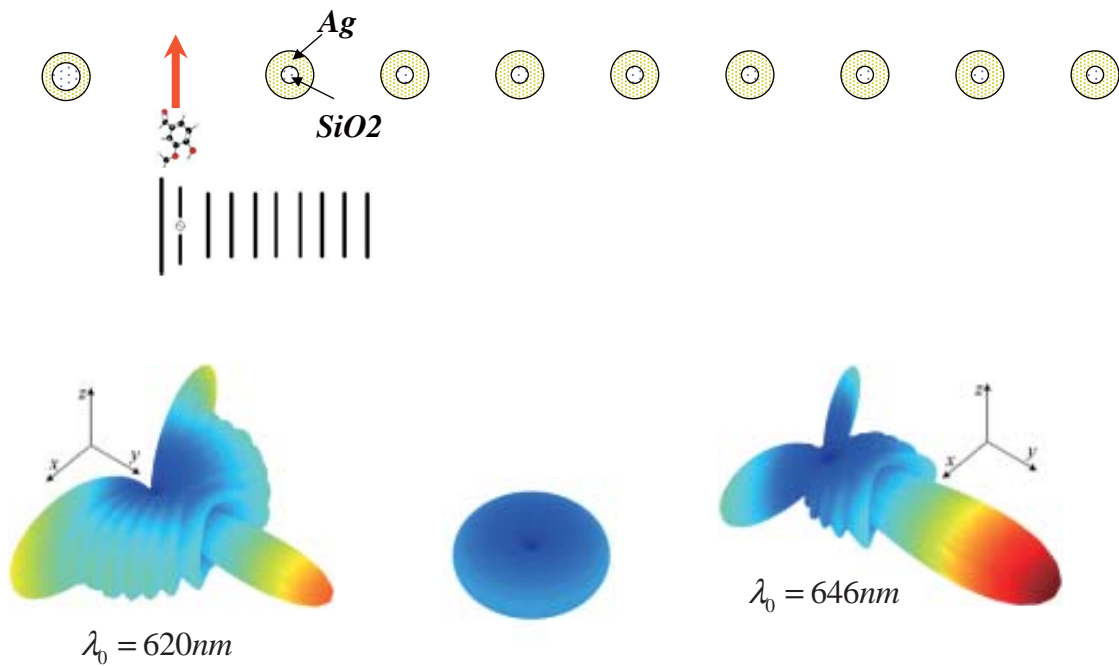 Ag
SiO2
z
x
y
z
x
y
λ₀ = 620nm
λ₀ = 646nm